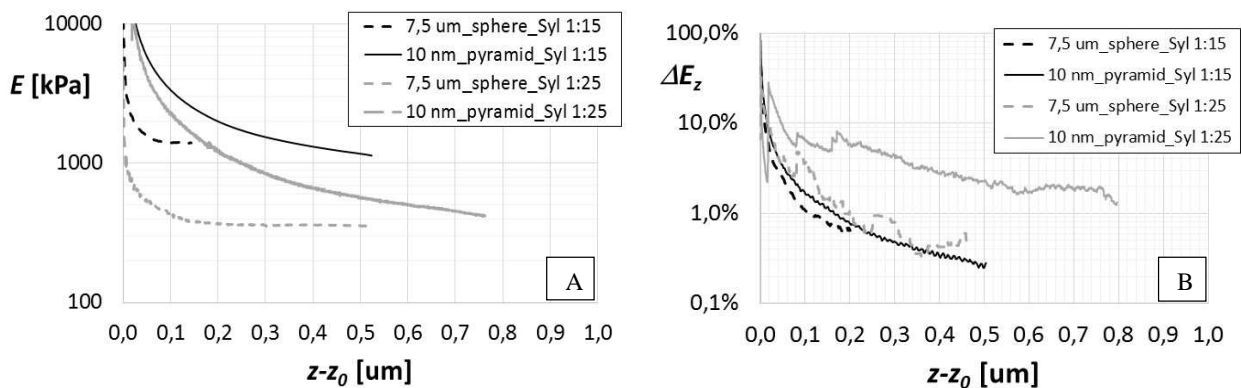 10000
1000
100
E [kPa]
7,5 um_sphere_Syl 1:15
10 nm_pyramid_Syl 1:15
7,5 um_sphere_Syl 1:25
10 nm_pyramid_Syl 1:25
A
0,0 0,1 0,2 0,3 0,4 0,5 0,6 0,7 0,8 0,9 1,0
z-z0 [um]
100,0%
ΔEz
10,0%
1,0%
0,1%
7,5 um_sphere_Syl 1:15
10 nm_pyramid_Syl 1:15
7,5 um_sphere_Syl 1:25
10 nm_pyramid_Syl 1:25
B
0,0 0,1 0,2 0,3 0,4 0,5 0,6 0,7 0,8 0,9 1,0
z-z0 [um]